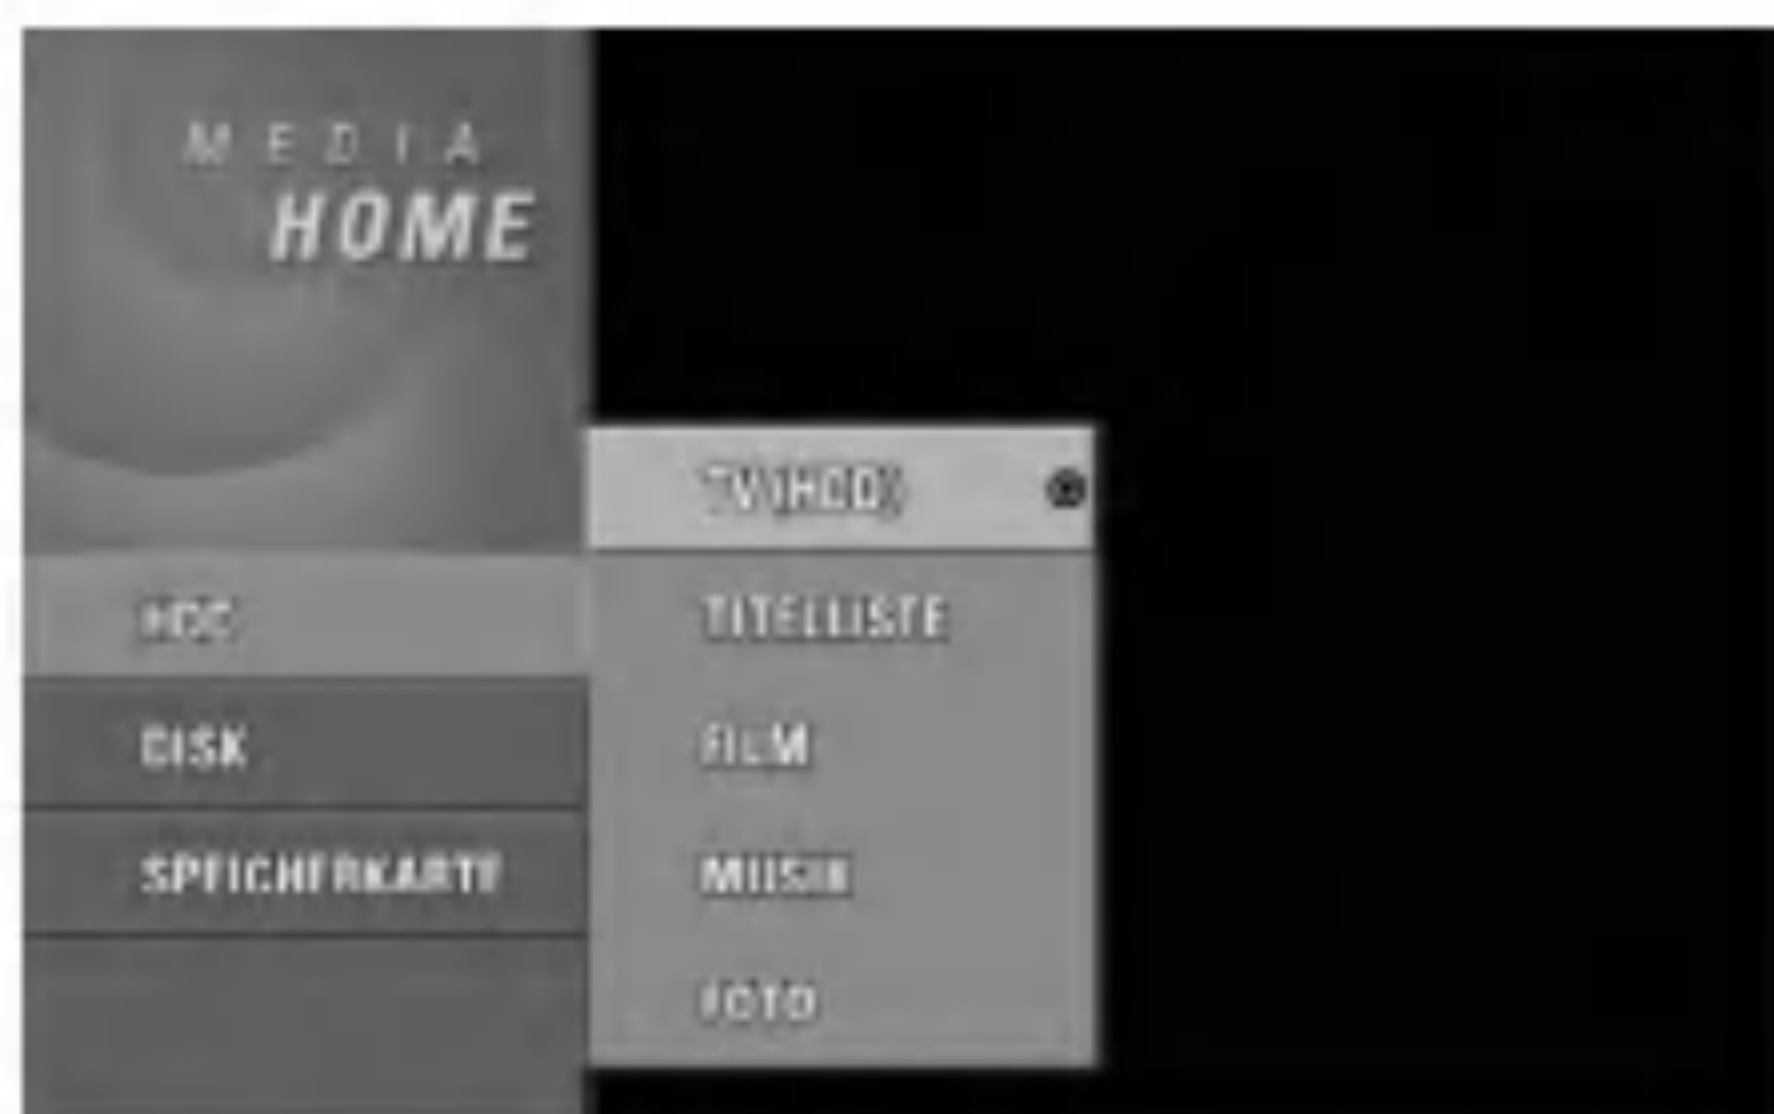 MEDIA
HOME
HDD
DISK
SPEICHERKARTE
TV (HDD)
TITELLISTE
FILM
MUSIK
FOTO